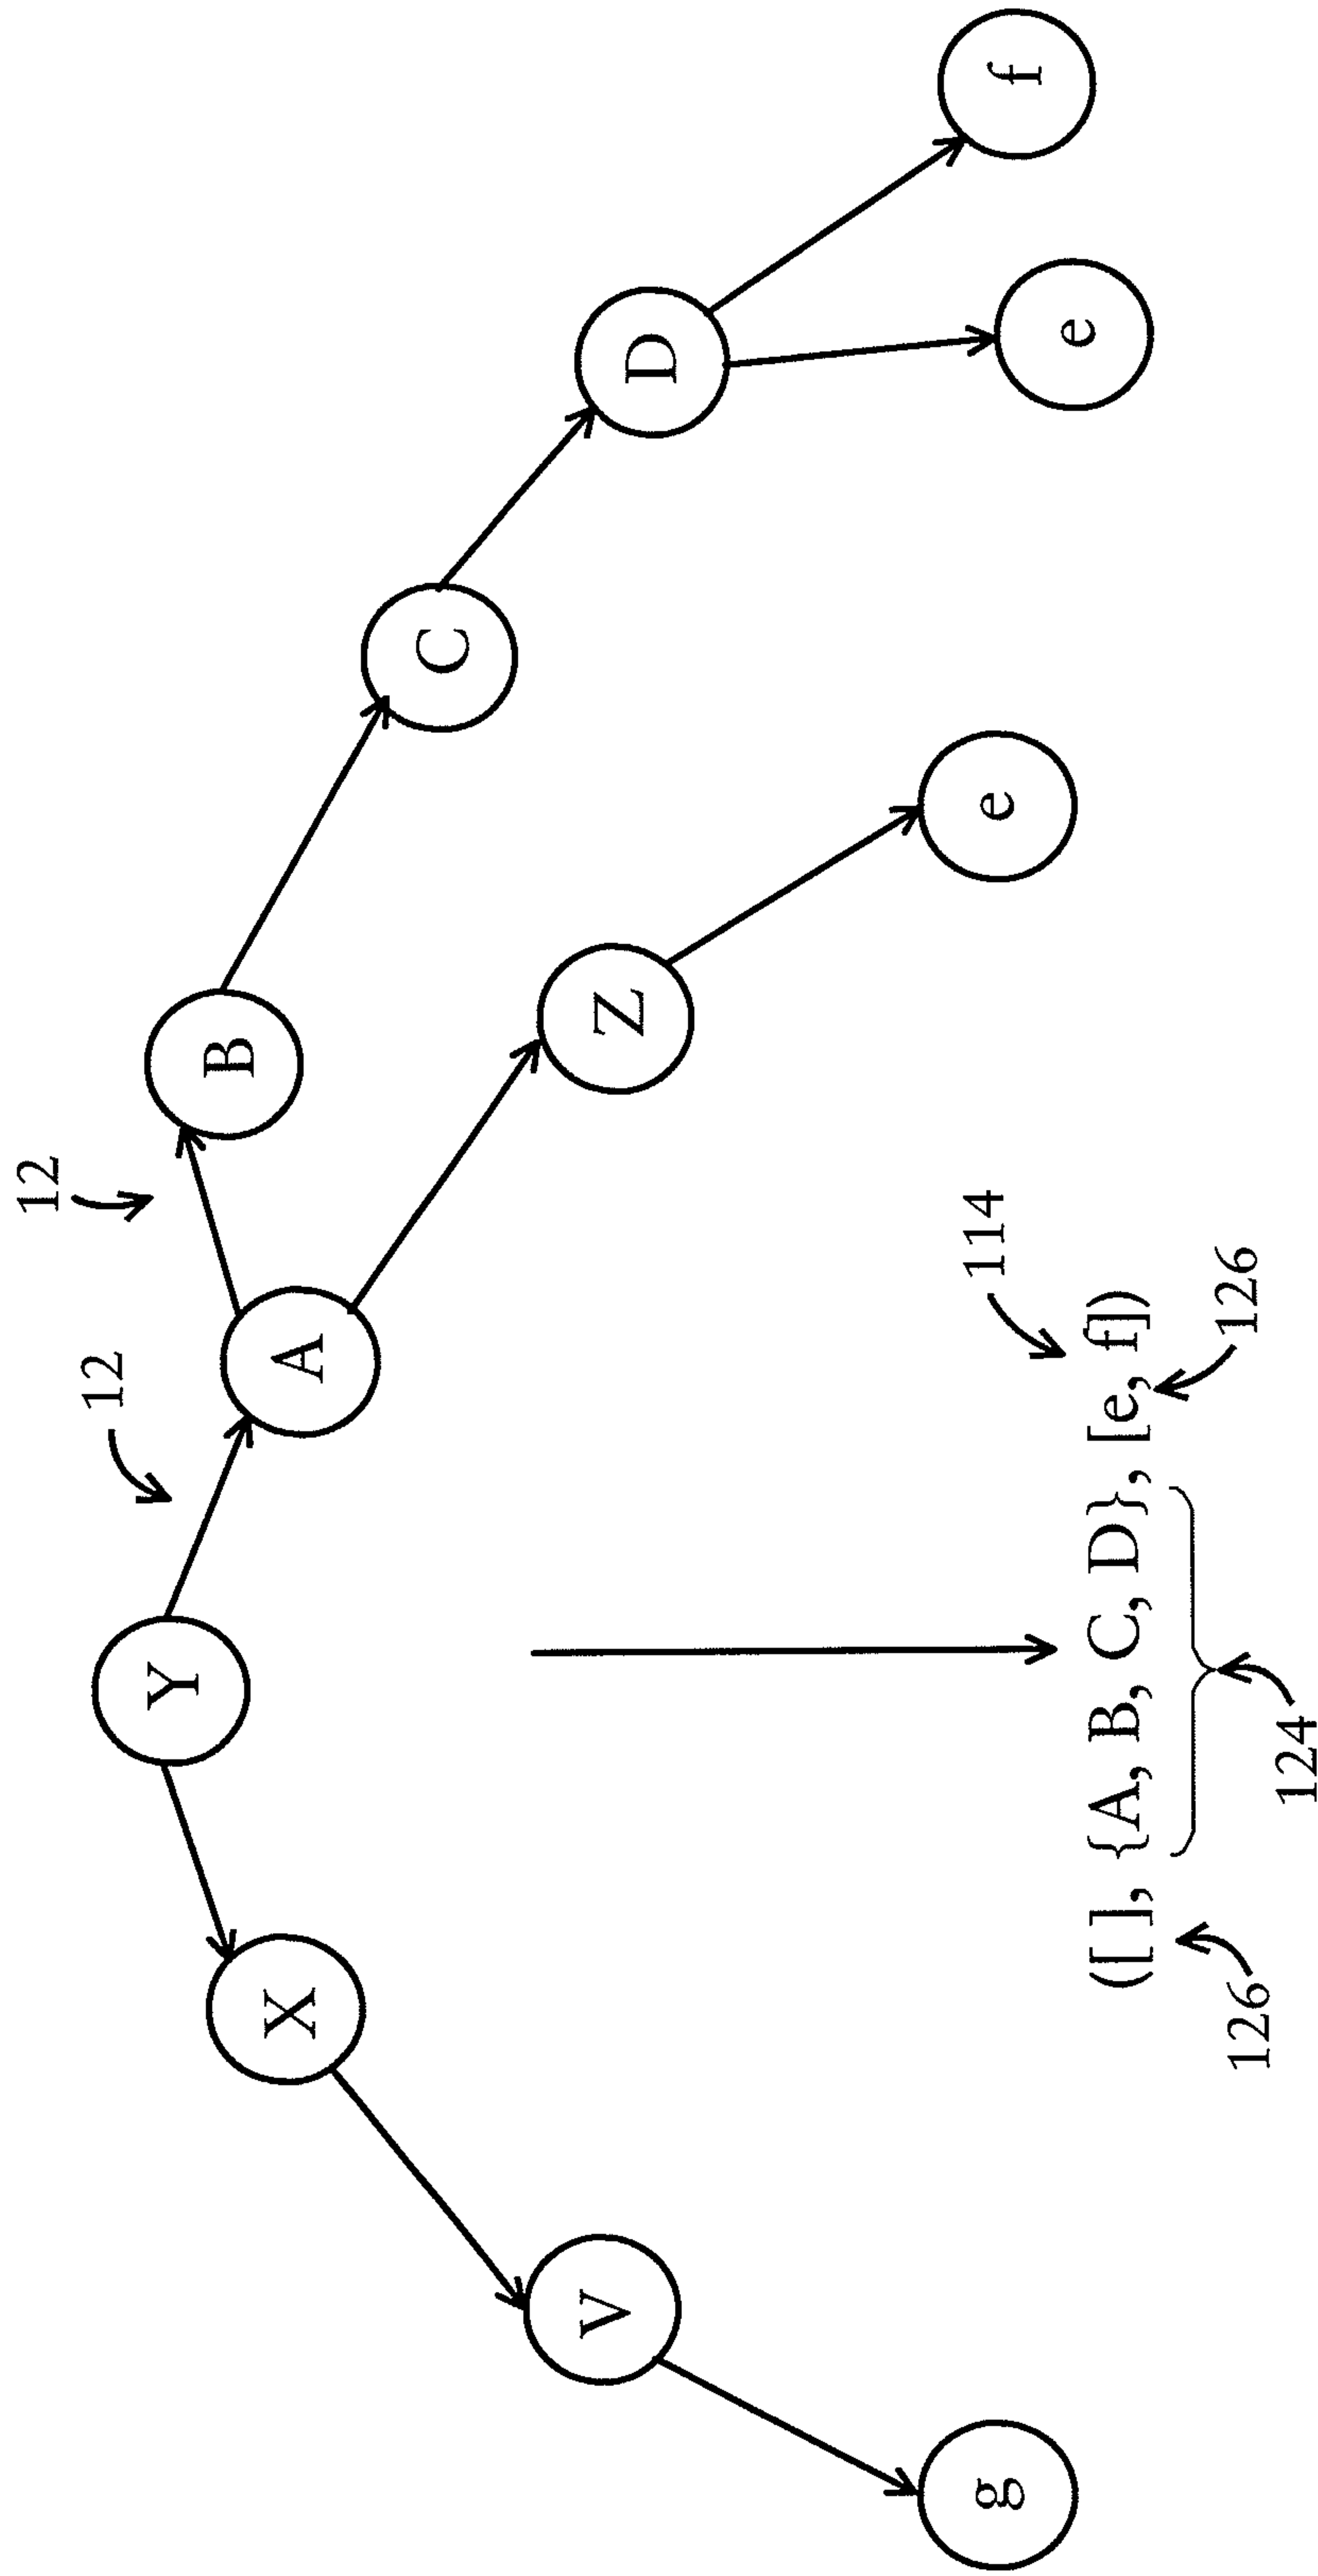 12
12
Y
A
B
X
C
V
Z
D
g
e
e
f
114
([ ], {A, B, C, D}, [e, f])
126
124
126